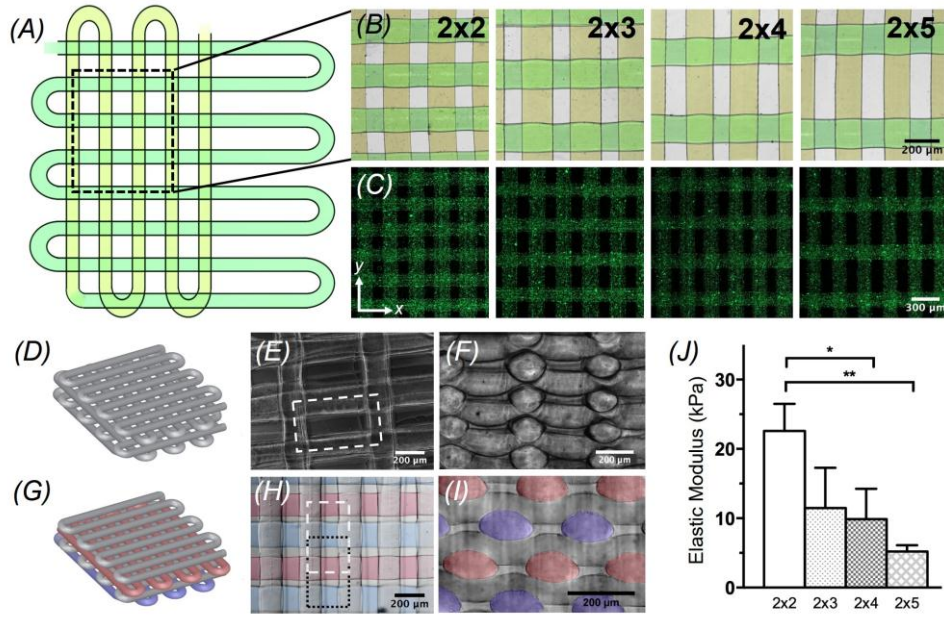 (A)
(B)
2x2
2x3
2x4
2x5
200 µm
(C)
y
x
300 µm
(D)
(E)
200 µm
(F)
200 µm
(G)
(H)
200 µm
(I)
200 µm
(J)
*
**
Elastic Modulus (kPa)
30
20
10
0
2x2
2x3
2x4
2x5